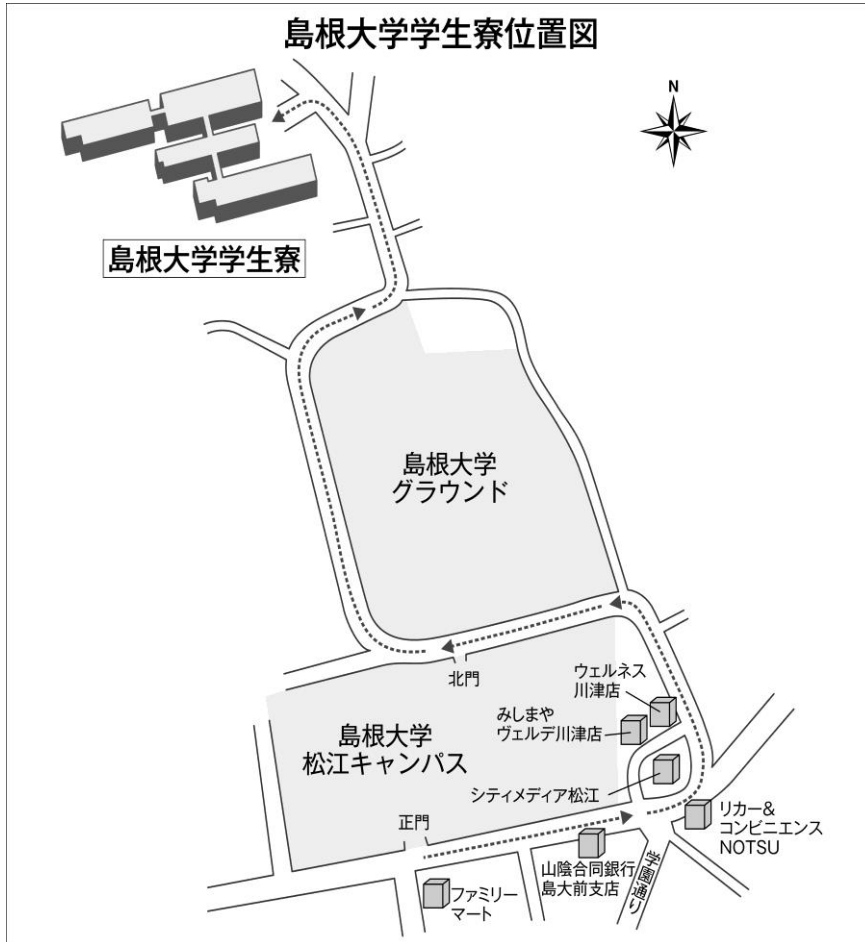 島根大学学生寮位置図
N
島根大学学生寮
島根大学
グラウンド
北門
ウェルネス
川津店
みしまや
ヴェルデ川津店
島根大学
松江キャンパス
シティメディア松江
正門
リカー&
コンビニエンス
NOTSU
山陰合同銀行
島大前支店
学園通り
ファミリー
マート